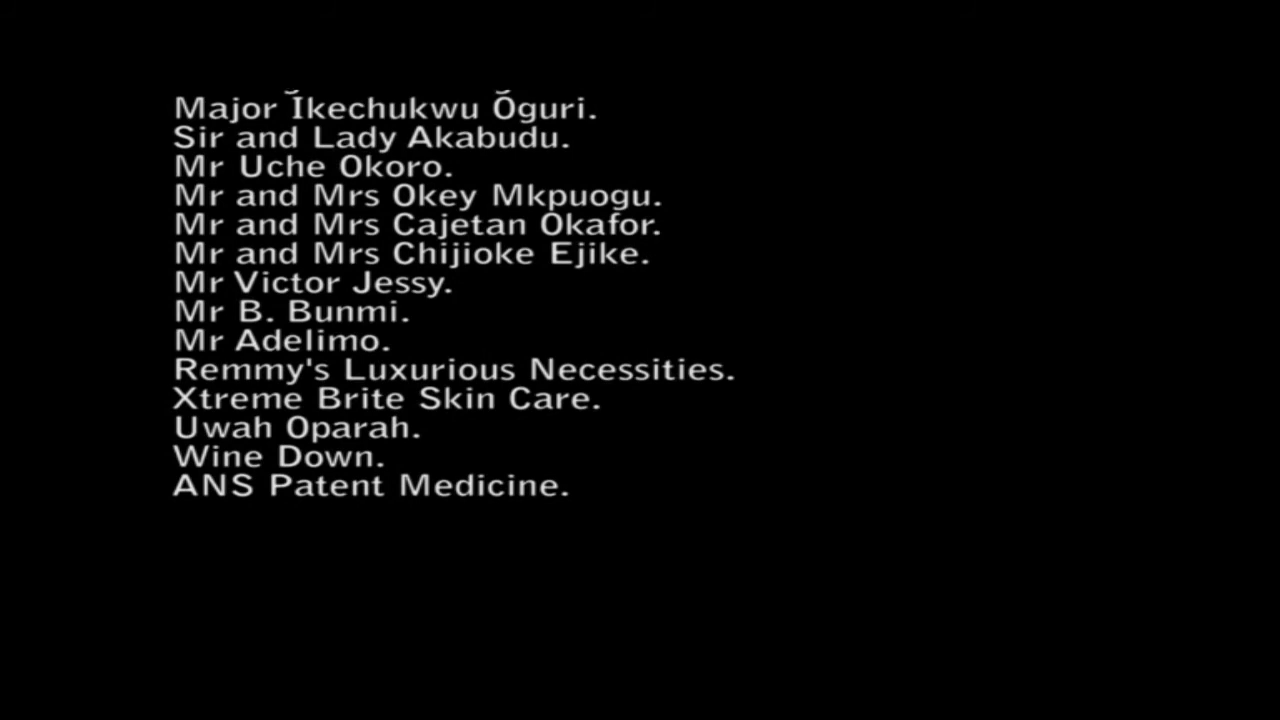 Major Ikechukwu Oguri.
Sir and Lady Akabudu.
Mr Uche Okoro.
Mr and Mrs Okey Mkpuogu.
Mr and Mrs Cajetan Okafor.
Mr and Mrs Chijioke Ejike.
Mr Victor Jessy.
Mr B. Bunmi.
Mr Adelimo.
Remmy's Luxurious Necessities.
Xtreme Brite Skin Care.
Uwah Oparah.
Wine Down.
ANS Patent Medicine.